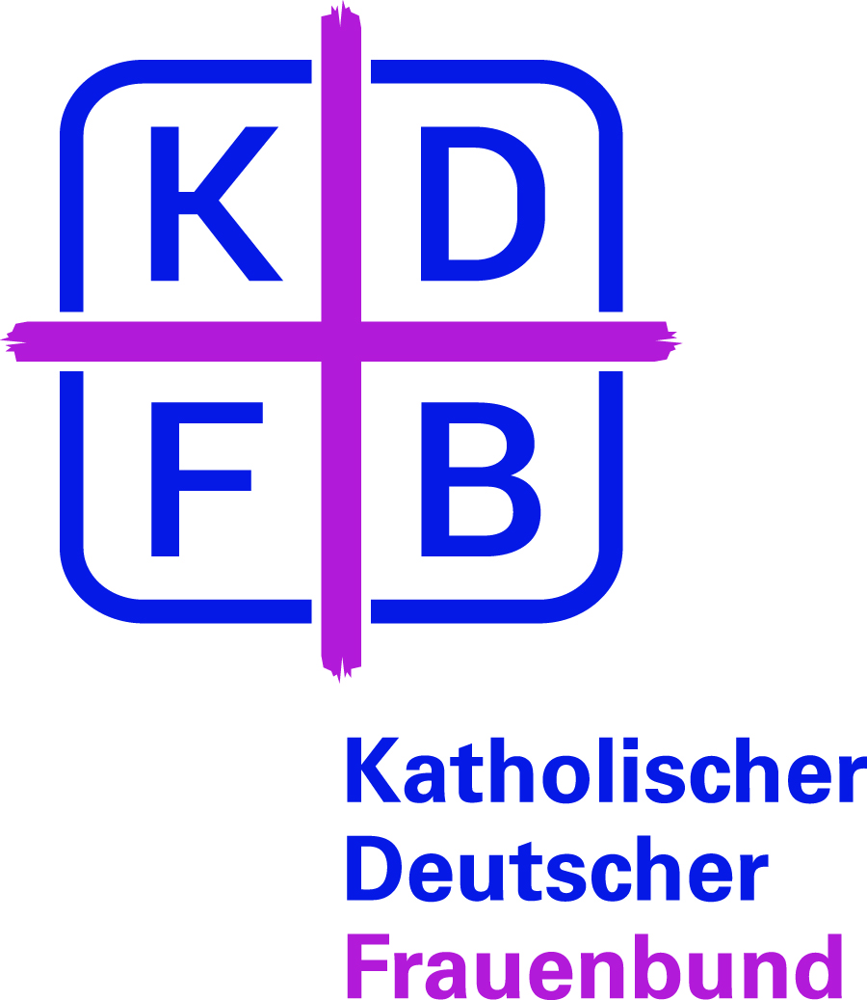 K D
F B
Katholischer
Deutscher
Frauenbund